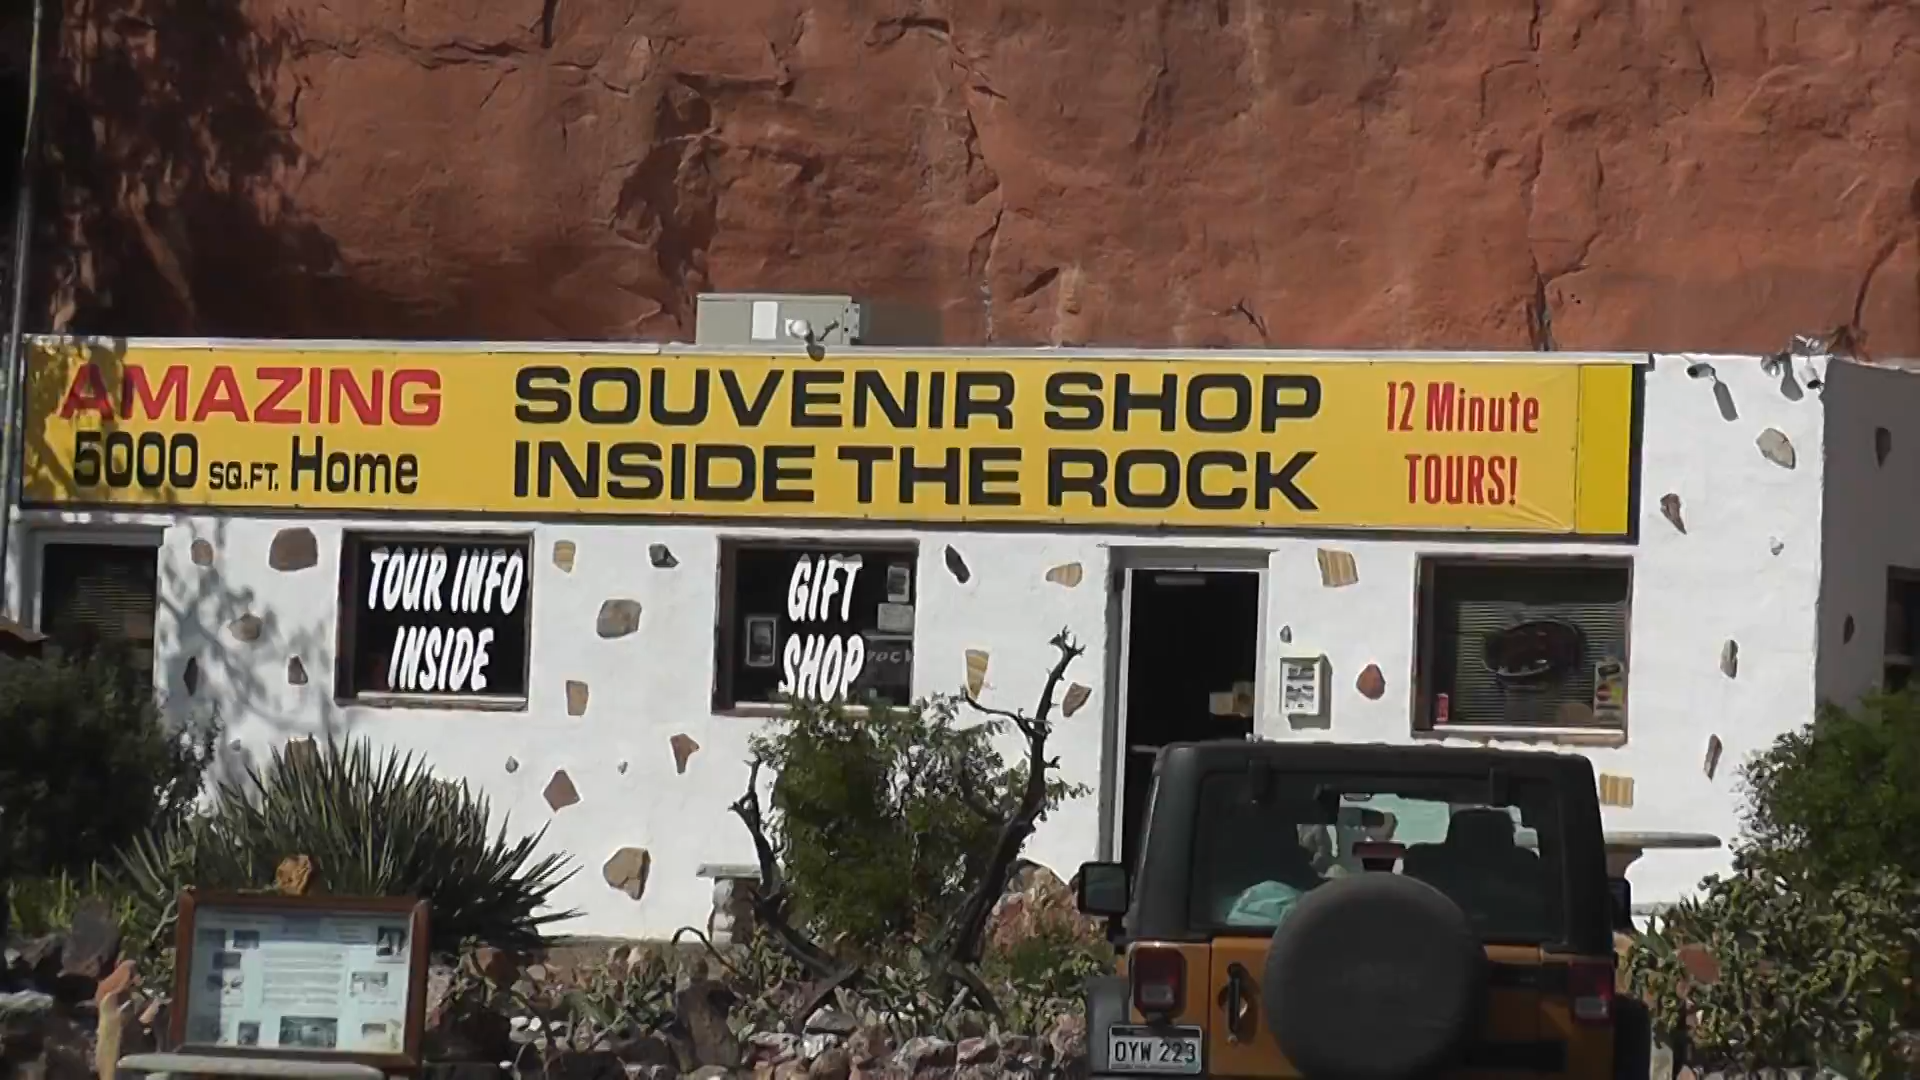 AMAZING
5000 SQ.FT. Home
SOUVENIR SHOP
INSIDE THE ROCK
12 Minute
TOURS!
TOUR INFO
INSIDE
GIFT
SHOP
OYW 223